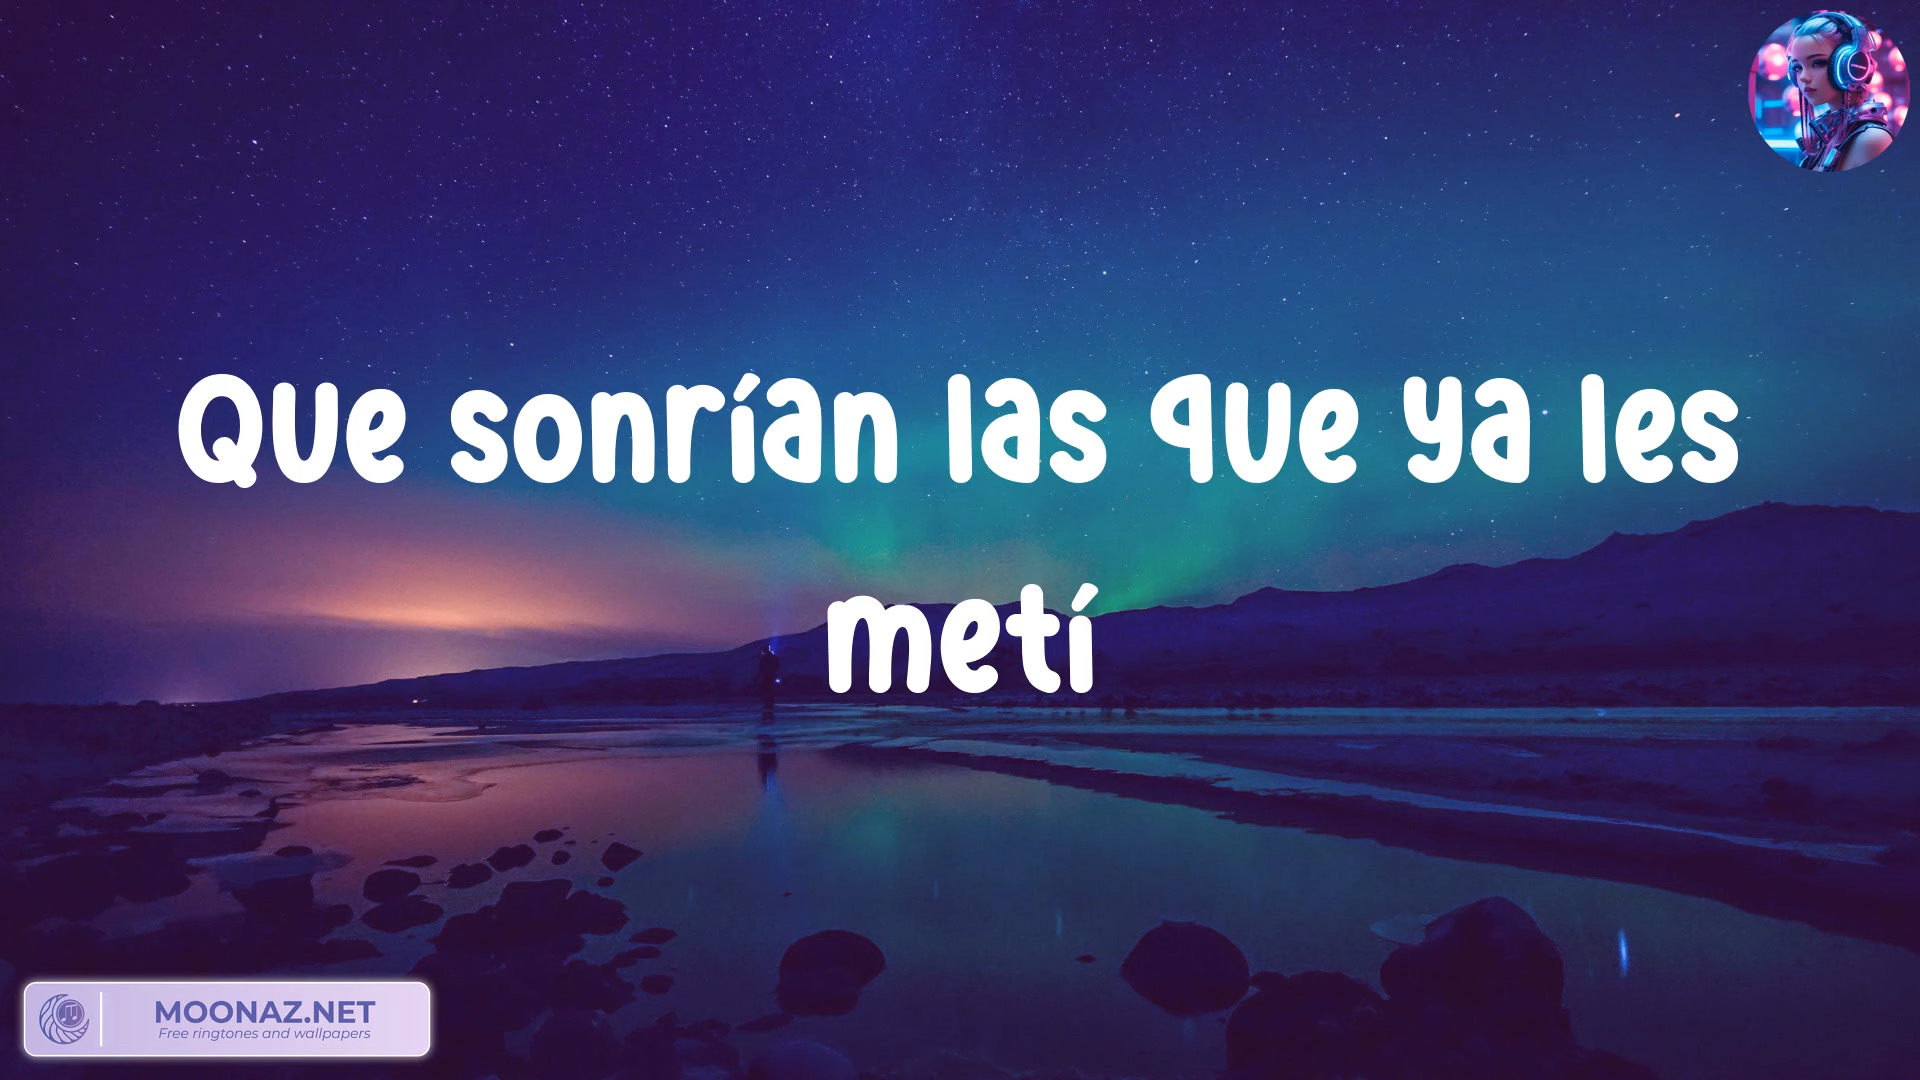 Que sonrían las que ya les
metí
MOONAZ.NET
Free ringtones and wallpapers